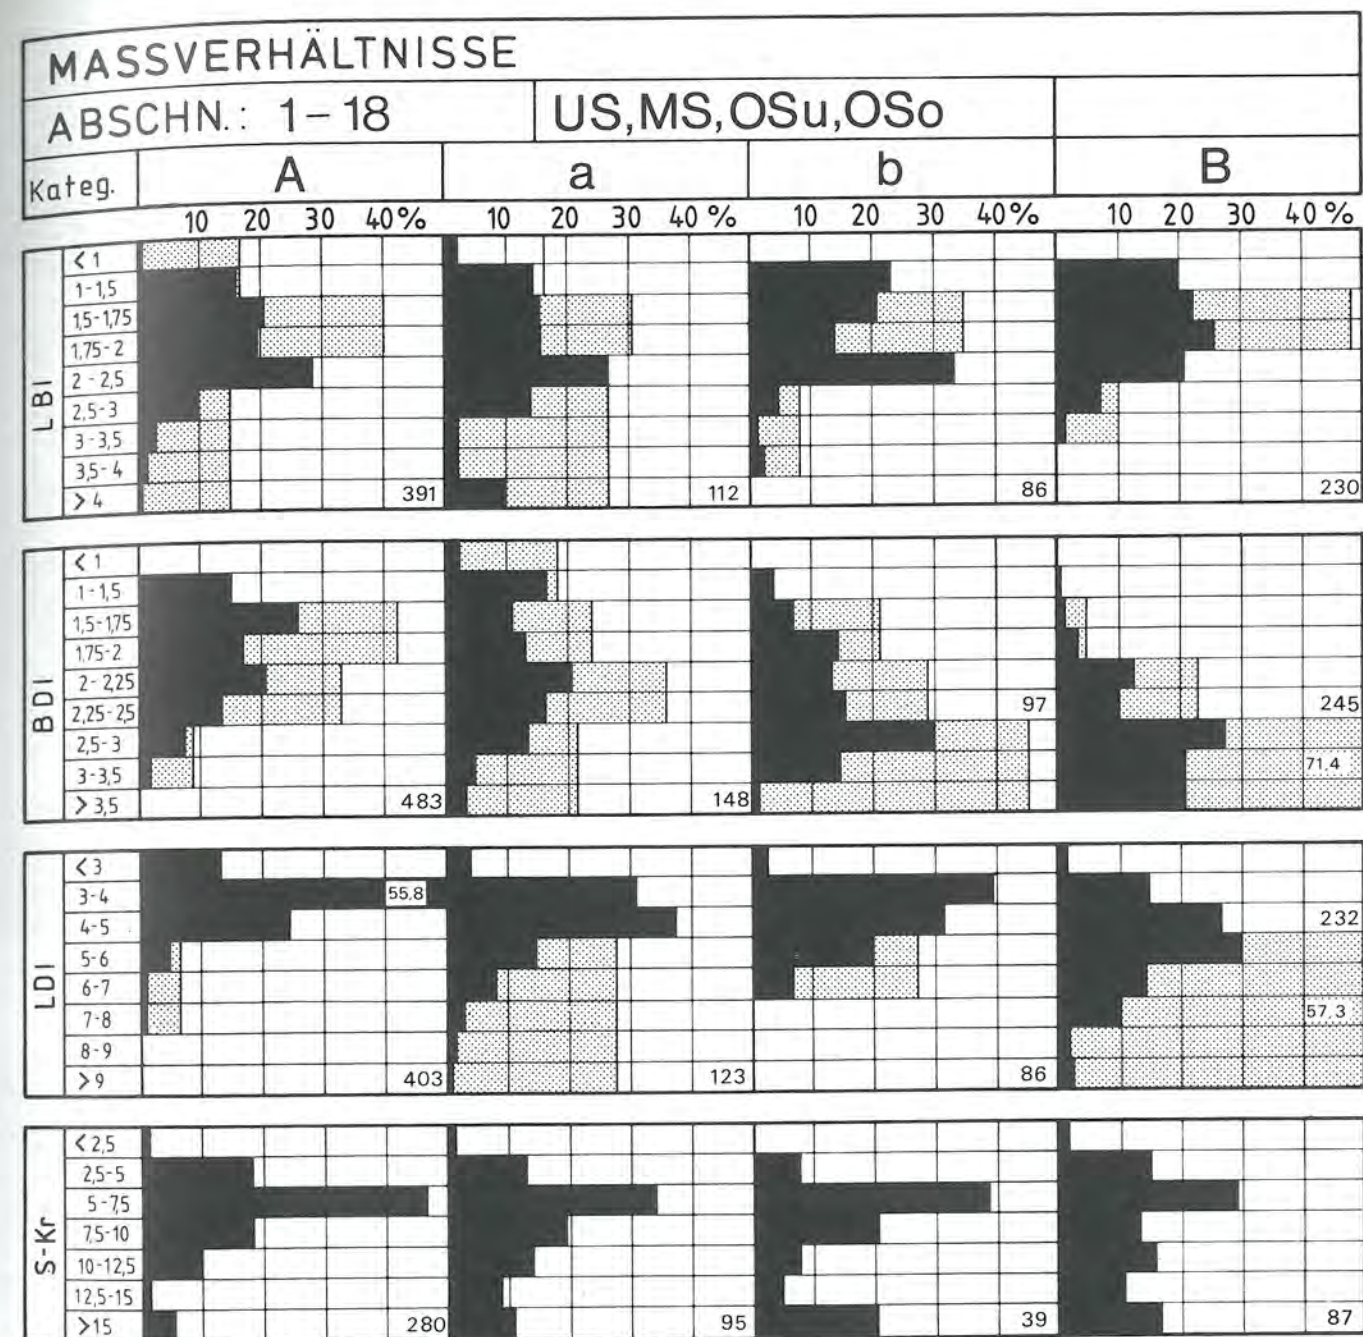 MASSVERHÄLTNISSE
ABSCHN.: 1-18 US,MS,OSu,OSo
Kateg. A a b B
10 20 30 40% 10 20 30 40% 10 20 30 40% 10 20 30 40%
LBI
<1
1-1,5
1,5-1,75
1,75-2
2-2,5
2,5-3
3-3,5
3,5-4
>4 391 112 86 230
BDI
<1
1-1,5
1,5-1,75
1.75-2
2-2,25
2,25-2,5 97 245
2,5-3
3-3,5 71.4
>3,5 483 148
LDI
<3
3-4 55,8
4-5 232
5-6
6-7
7-8 57.3
8-9
>9 403 123 86
S-Kr
<2,5
2,5-5
5-7,5
7,5-10
10-12,5
12,5-15
>15 280 95 39 87